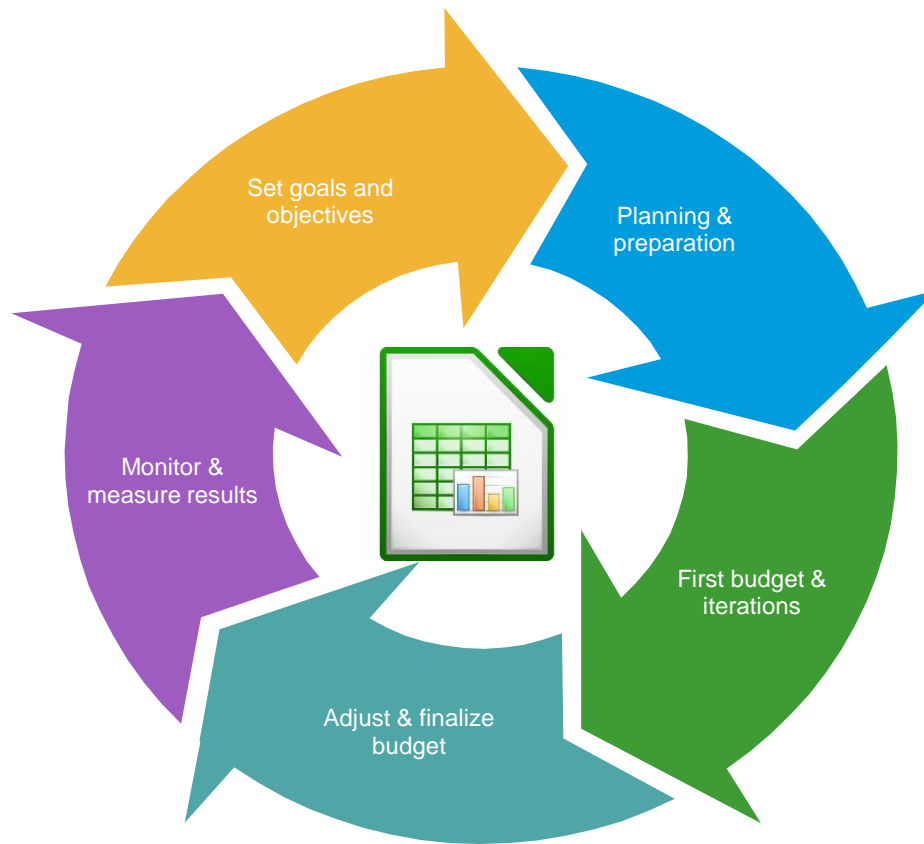 Set goals and
objectives
Planning &
preparation
First budget &
iterations
Adjust & finalize
budget
Monitor &
measure results